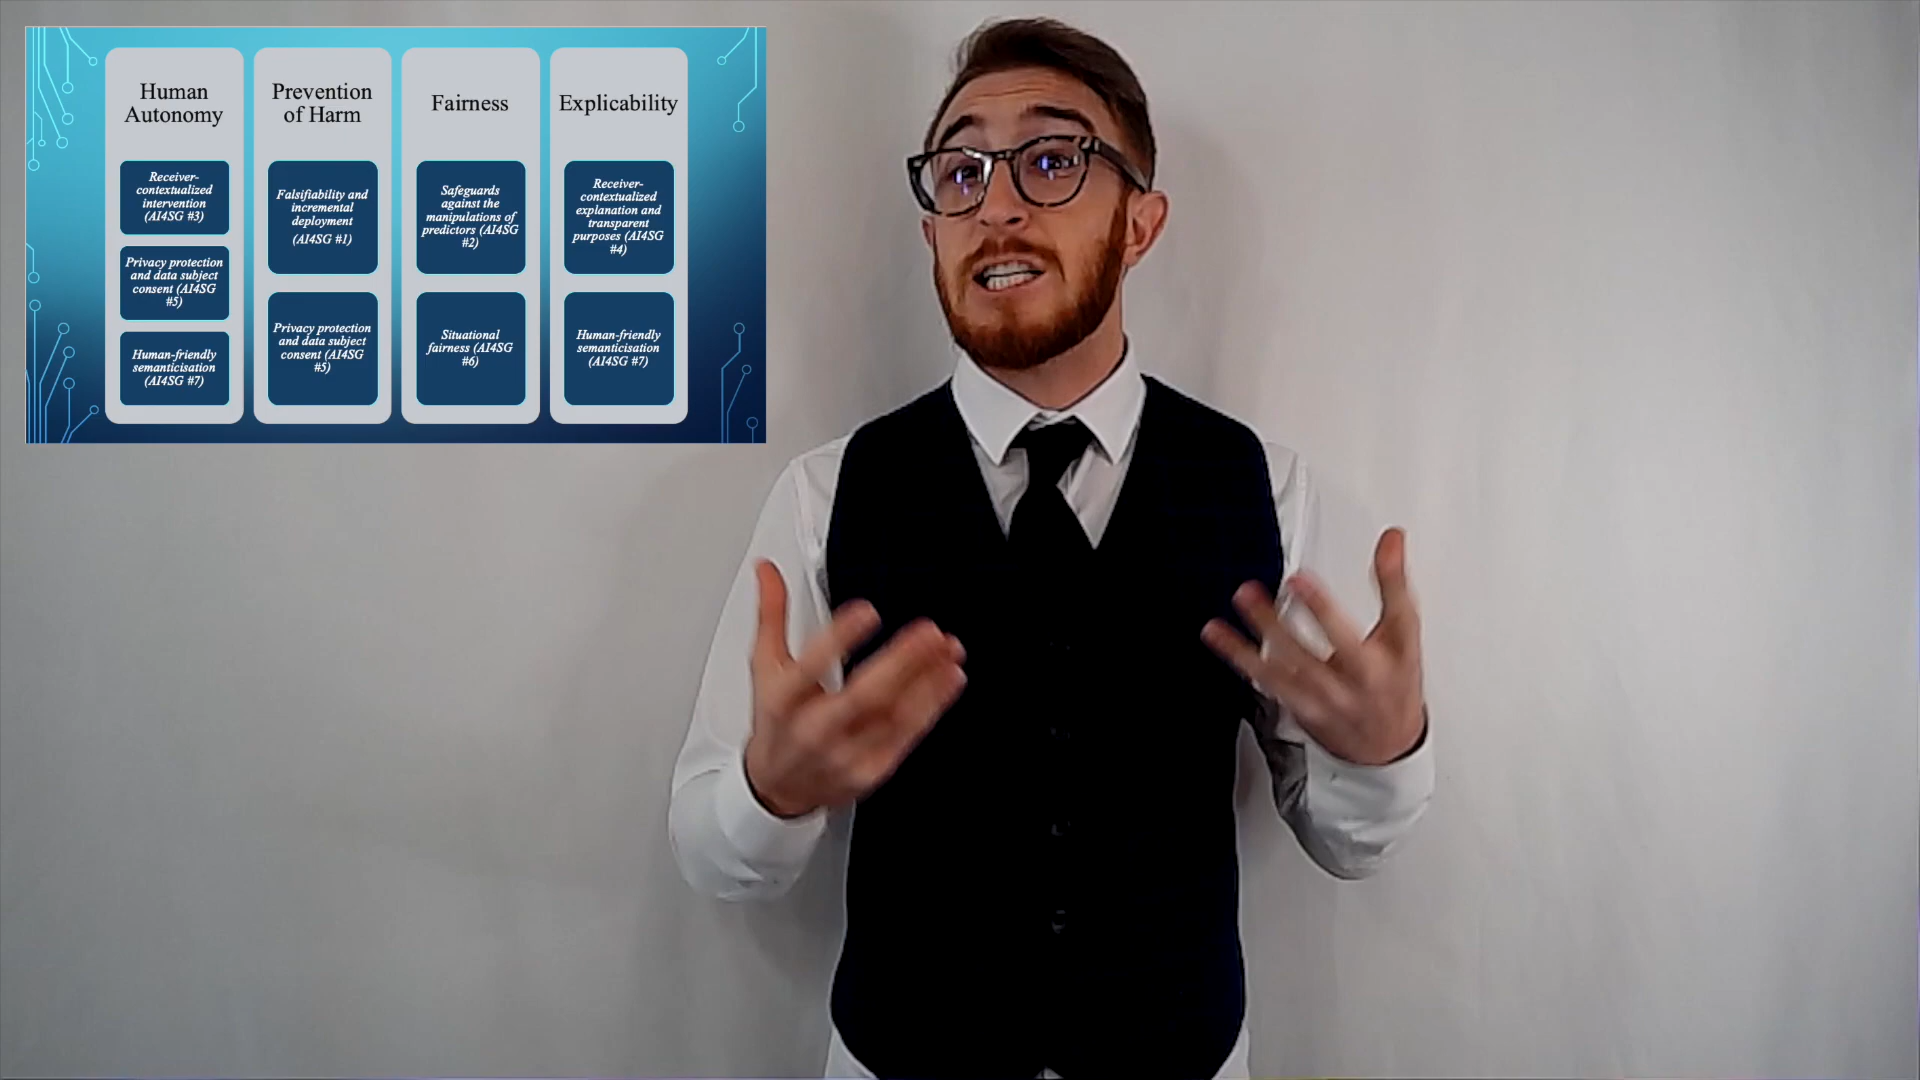 Human
Autonomy
Receiver-
contextualized
intervention
(AI4SG #3)
Privacy protection
and data subject
consent (AI4SG
#5)
Human-friendly
semanticisation
(AI4SG #7)
Prevention
of Harm
Falsifiability and
incremental
deployment
(AI4SG #1)
Privacy protection
and data subject
consent (AI4SG
#5)
Fairness
Safeguards
against the
manipulations of
predictors (AI4SG
#2)
Situational
fairness (AI4SG
#6)
Explicability
Receiver-
contextualized
explanation and
transparent
purposes (AI4SG
#4)
Human-friendly
semanticisation
(AI4SG #7)